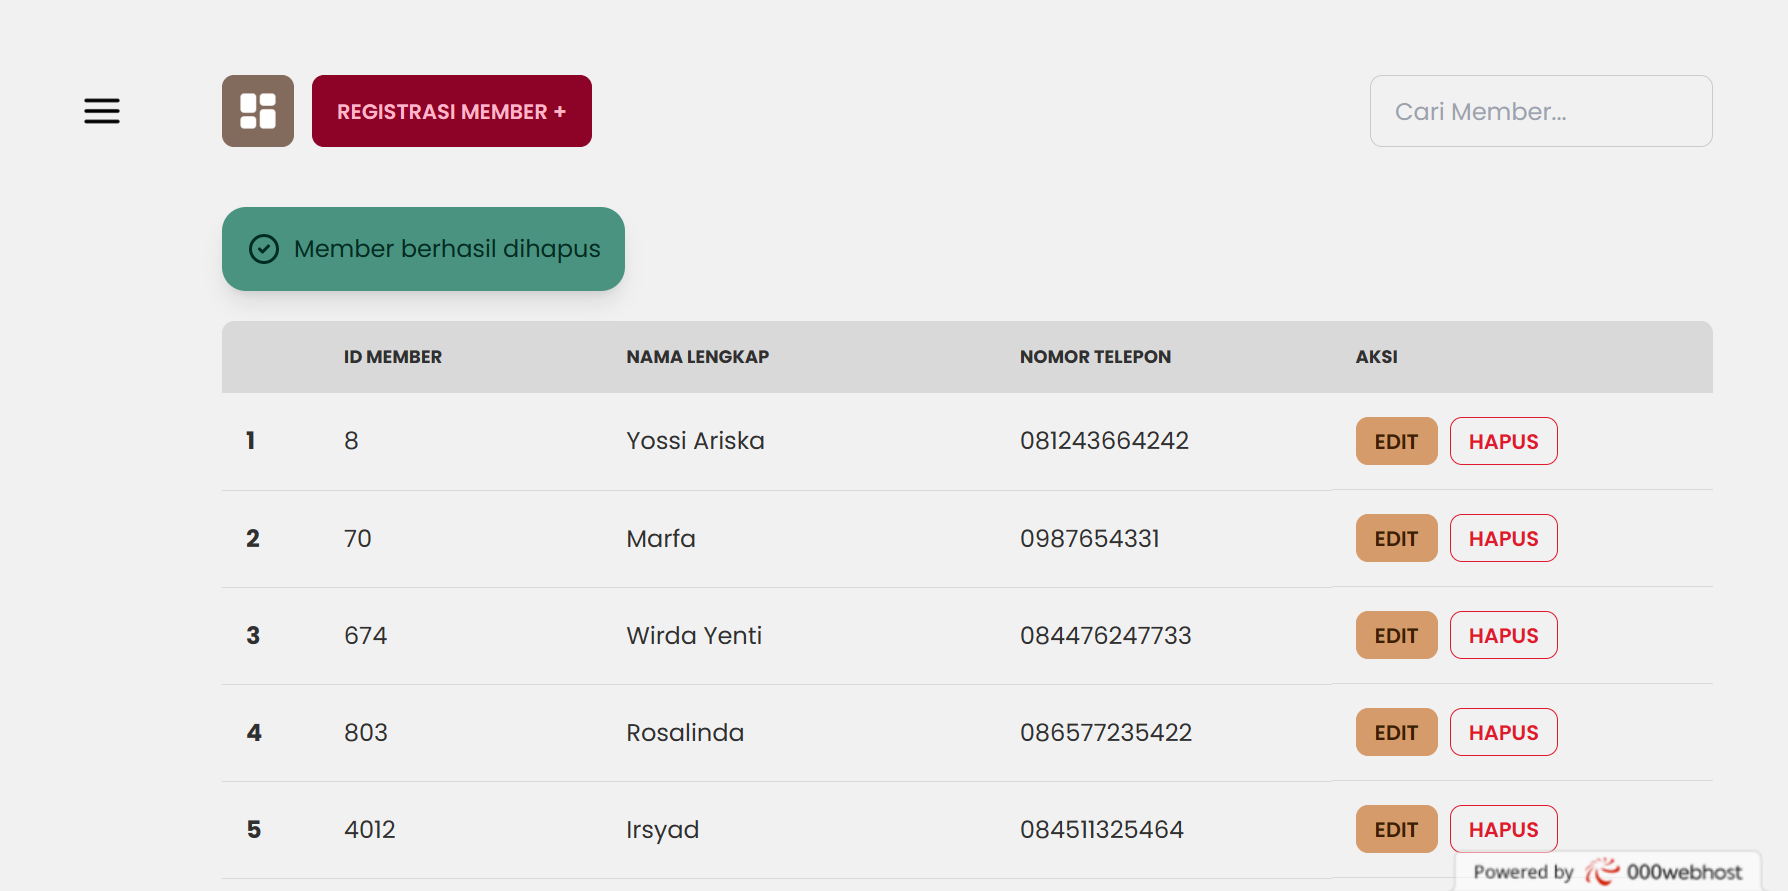 REGISTRASI MEMBER +
Cari Member...
Member berhasil dihapus
ID MEMBER NAMA LENGKAP NOMOR TELEPON AKSI
1 8 Yossi Ariska 081243664242 EDIT HAPUS
2 70 Marfa 0987654331 EDIT HAPUS
3 674 Wirda Yenti 084476247733 EDIT HAPUS
4 803 Rosalinda 086577235422 EDIT HAPUS
5 4012 Irsyad 084511325464 EDIT HAPUS
Powered by 000webhost